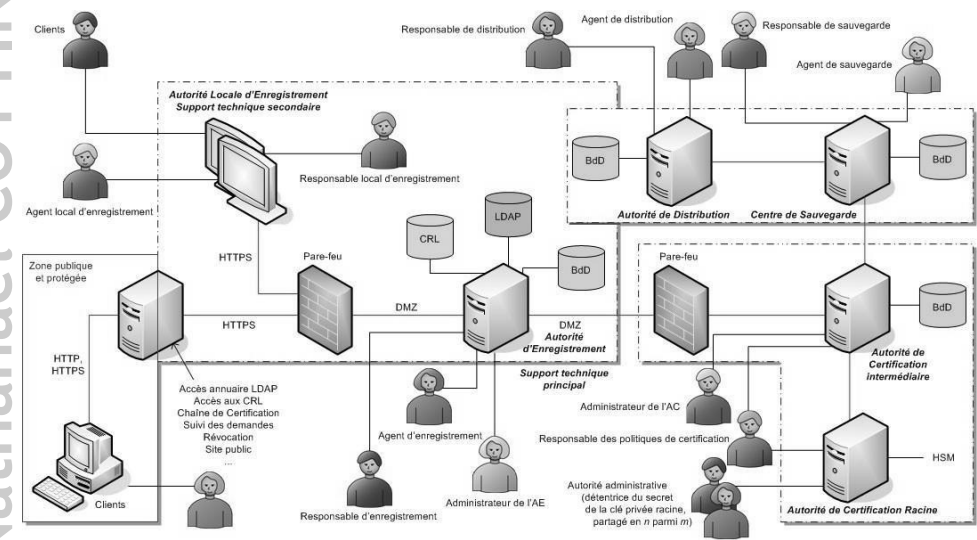 Clients
Responsable de distribution
Agent de distribution
Responsable de sauvegarde
Agent de sauvegarde
Autorité Locale d'Enregistrement
Support technique secondaire
Responsable local d'enregistrement
Agent local d'enregistrement
BdD
BdD
Autorité de Distribution
Centre de Sauvegarde
CRL
LDAP
BdD
Zone publique
et protégée
HTTPS
Pare-feu
HTTPS
DMZ
DMZ
Autorité
d'Enregistrement
Support technique
principal
Pare-feu
BdD
Autorité de
Certification
intermédiaire
HTTP,
HTTPS
Accès annuaire LDAP
Accès aux CRL
Chaîne de Certification
Suivi des demandes
Révocation
Site public
...
Clients
Agent d'enregistrement
Responsable d'enregistrement
Administrateur de l'AE
Administrateur de l'AC
Responsable des politiques de certification
Autorité administrative
(détentrice du secret
de la clé privée racine,
partagé en n parmi m)
HSM
Autorité de Certification Racine